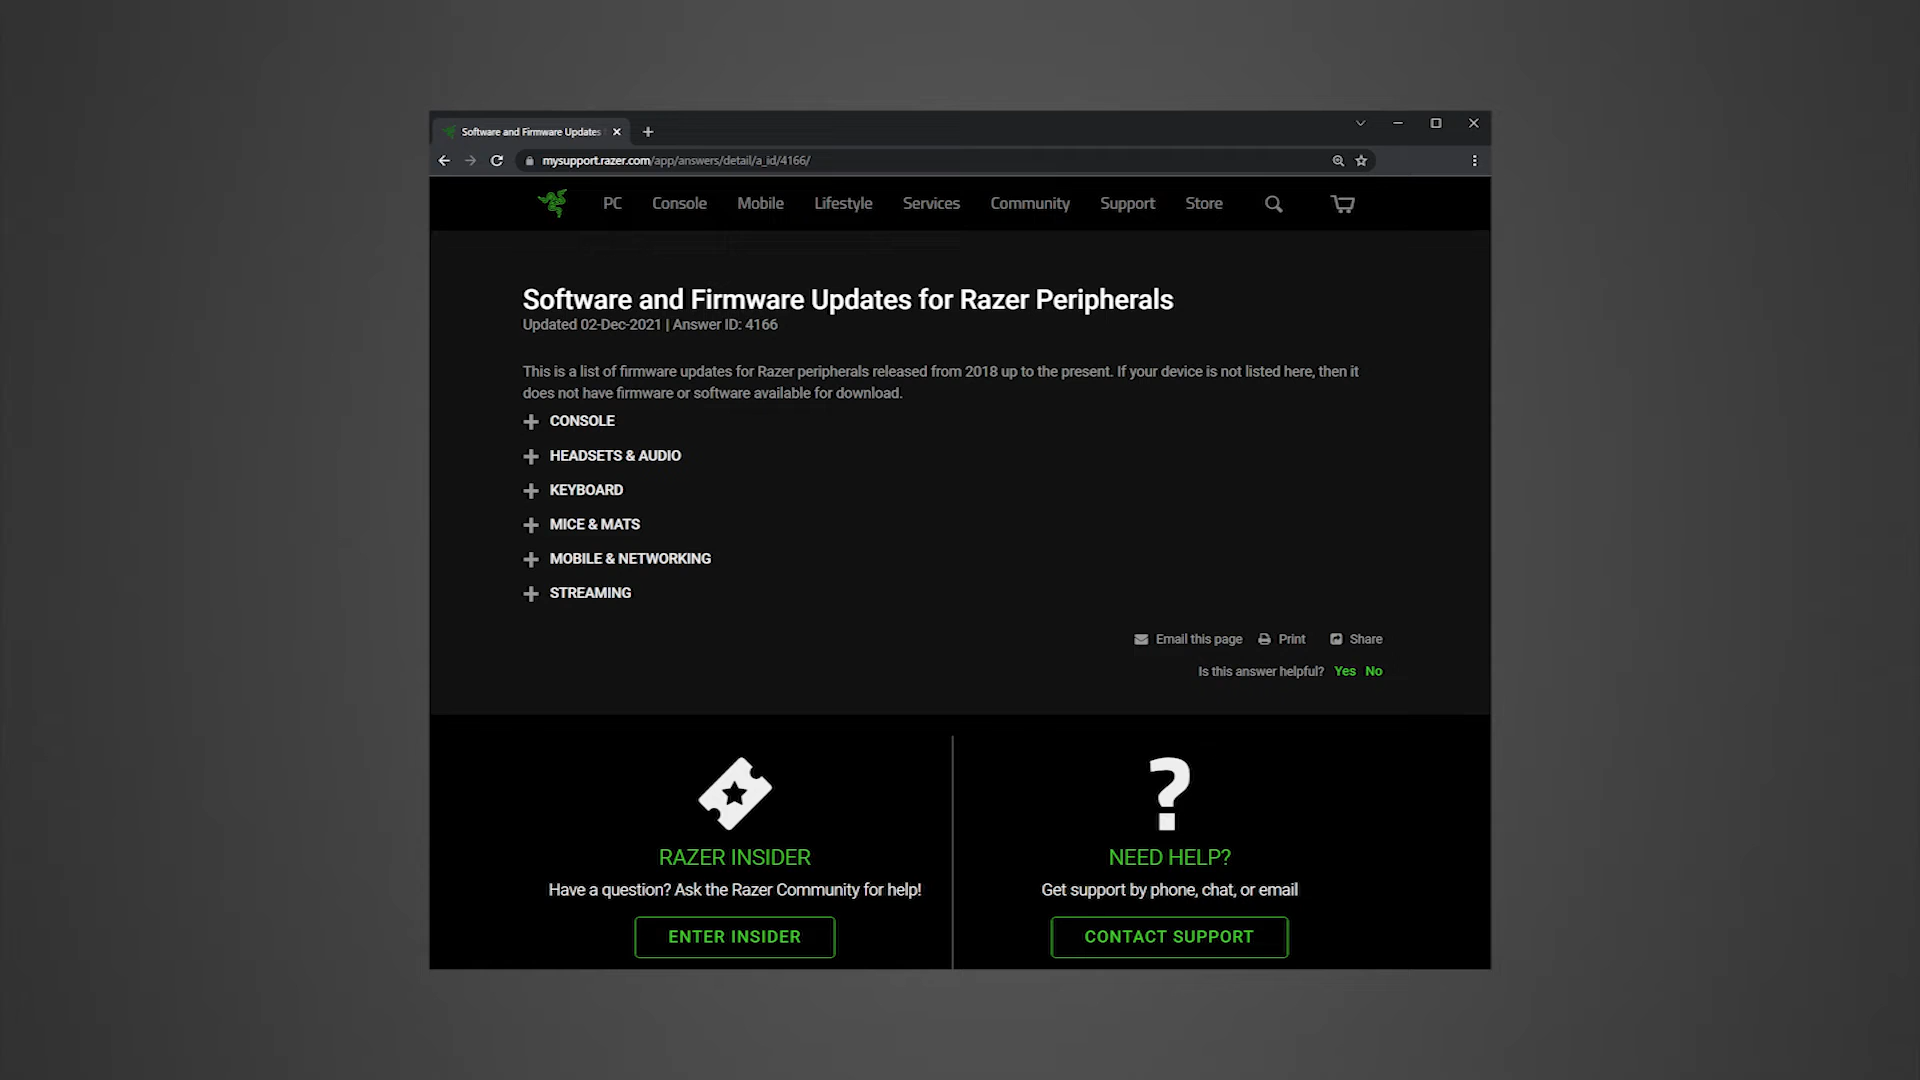 Software and Firmware Updates
mysupport.razer.com/app/answers/detail/a_id/4166/
PC Console Mobile Lifestyle Services Community Support Store
Software and Firmware Updates for Razer Peripherals
Updated 02-Dec-2021 | Answer ID: 4166
This is a list of firmware updates for Razer peripherals released from 2018 up to the present. If your device is not listed here, then it
does not have firmware or software available for download.
CONSOLE
HEADSETS & AUDIO
KEYBOARD
MICE & MATS
MOBILE & NETWORKING
STREAMING
Email this page Print Share
Is this answer helpful? Yes No
RAZER INSIDER
Have a question? Ask the Razer Community for help!
ENTER INSIDER
NEED HELP?
Get support by phone, chat, or email
CONTACT SUPPORT